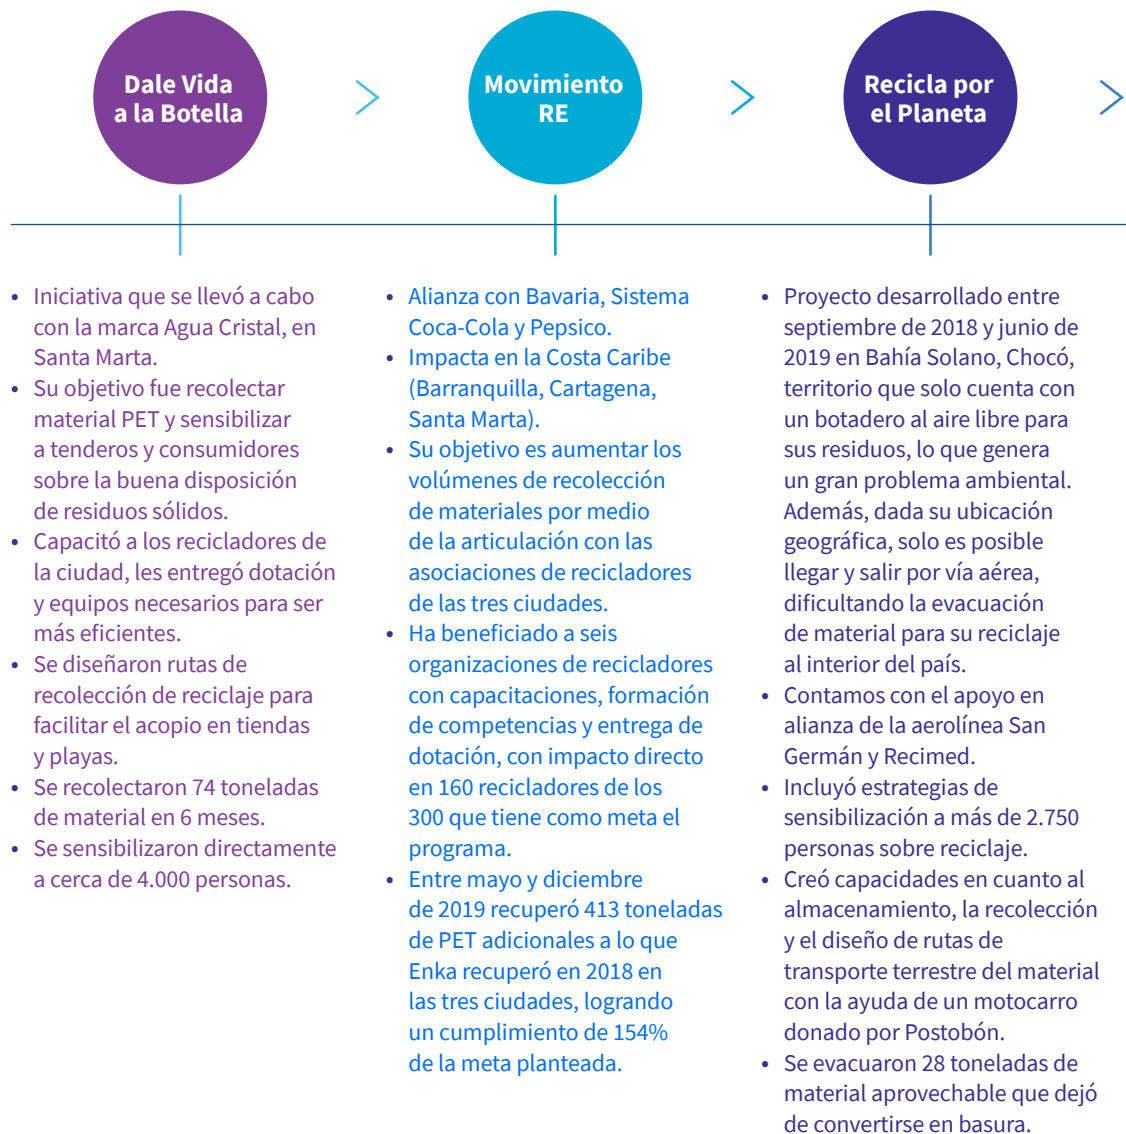 Dale Vida
a la Botella
Movimiento
RE
Recicla por
el Planeta
• Iniciativa que se llevó a cabo
con la marca Agua Cristal, en
Santa Marta.
• Su objetivo fue recolectar
material PET y sensibilizar
a tenderos y consumidores
sobre la buena disposición
de residuos sólidos.
• Capacitó a los recicladores de
la ciudad, les entregó dotación
y equipos necesarios para ser
más eficientes.
• Se diseñaron rutas de
recolección de reciclaje para
facilitar el acopio en tiendas
y playas.
• Se recolectaron 74 toneladas
de material en 6 meses.
• Se sensibilizaron directamente
a cerca de 4.000 personas.
• Alianza con Bavaria, Sistema
Coca-Cola y Pepsico.
• Impacta en la Costa Caribe
(Barranquilla, Cartagena,
Santa Marta).
• Su objetivo es aumentar los
volúmenes de recolección
de materiales por medio
de la articulación con las
asociaciones de recicladores
de las tres ciudades.
• Ha beneficiado a seis
organizaciones de recicladores
con capacitaciones, formación
de competencias y entrega de
dotación, con impacto directo
en 160 recicladores de los
300 que tiene como meta el
programa.
• Entre mayo y diciembre
de 2019 recuperó 413 toneladas
de PET adicionales a lo que
Enka recuperó en 2018 en
las tres ciudades, logrando
un cumplimiento de 154%
de la meta planteada.
• Proyecto desarrollado entre
septiembre de 2018 y junio de
2019 en Bahía Solano, Chocó,
territorio que solo cuenta con
un botadero al aire libre para
sus residuos, lo que genera
un gran problema ambiental.
Además, dada su ubicación
geográfica, solo es posible
llegar y salir por vía aérea,
dificultando la evacuación
de material para su reciclaje
al interior del país.
• Contamos con el apoyo en
alianza de la aerolínea San
Germán y Recimed.
• Incluyó estrategias de
sensibilización a más de 2.750
personas sobre reciclaje.
• Creó capacidades en cuanto al
almacenamiento, la recolección
y el diseño de rutas de
transporte terrestre del material
con la ayuda de un motocarro
donado por Postobón.
• Se evacuaron 28 toneladas de
material aprovechable que dejó
de convertirse en basura.